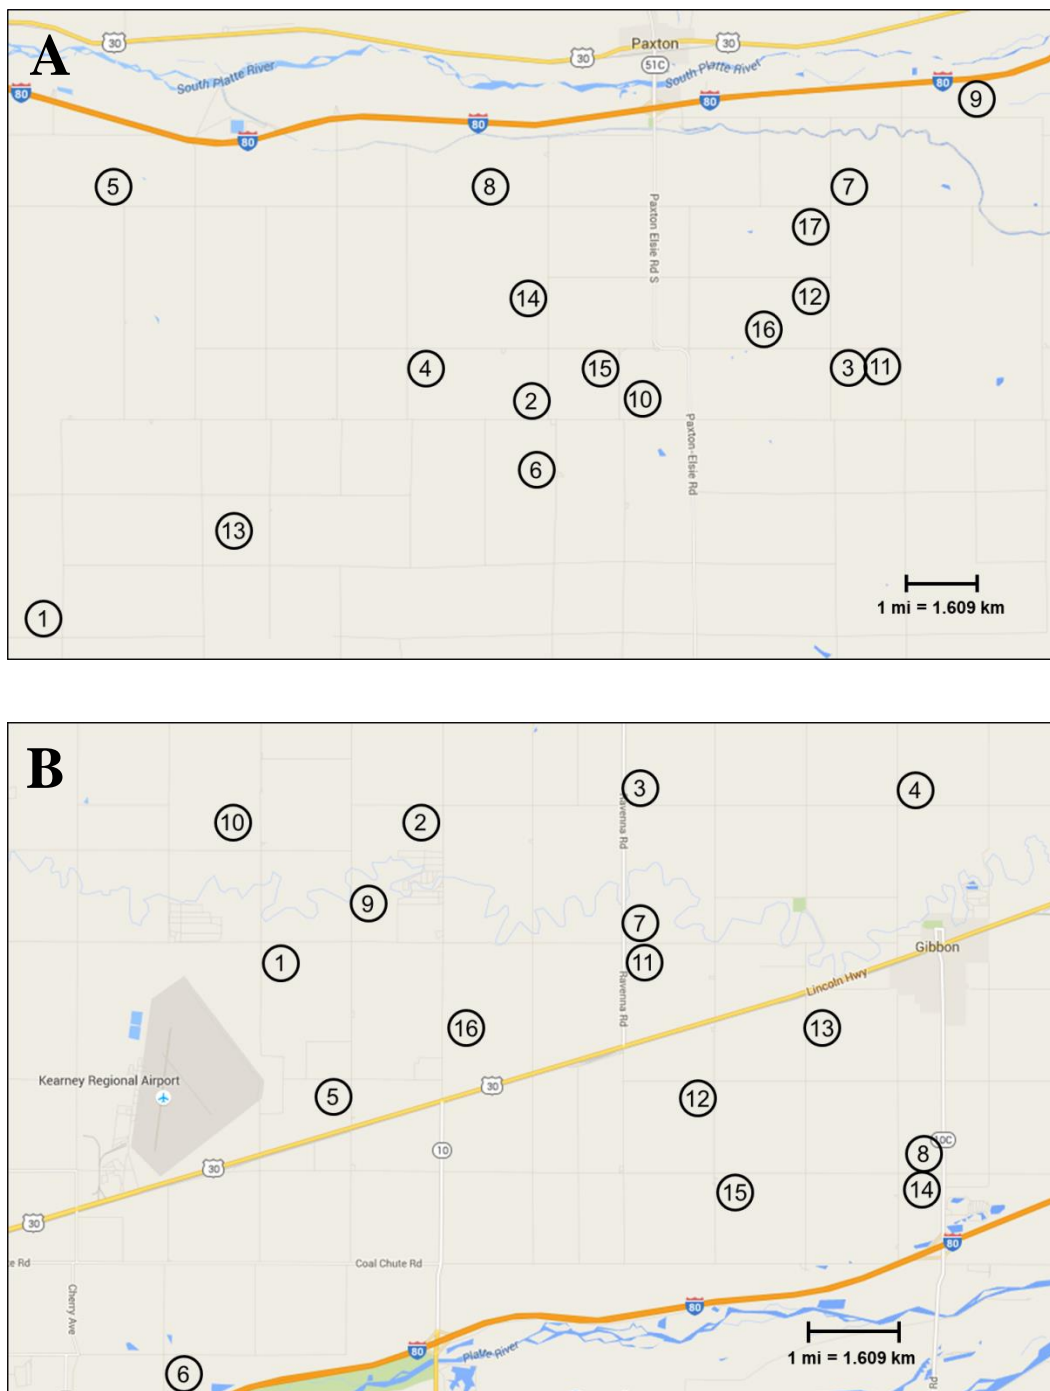 A
30
Paxton
30
30
51C
South Platte River
South Platte River
80
80
80
80
80
9
5
8
7
Paxton Elsie Rd S
17
14
12
16
4
15
3
11
2
10
Paxton-Elsie Rd
6
13
1
1 mi = 1.609 km
B
3
4
Ravenna Rd
10
2
9
7
Gibbon
1
11
Lincoln Hwy
Ravenna Rd
16
13
Kearney Regional Airport
30
5
12
10
10C
8
30
15
14
30
80
e Rd
Coal Chute Rd
Cherry Ave
80
80
Platte River
1 mi = 1.609 km
6
Rd